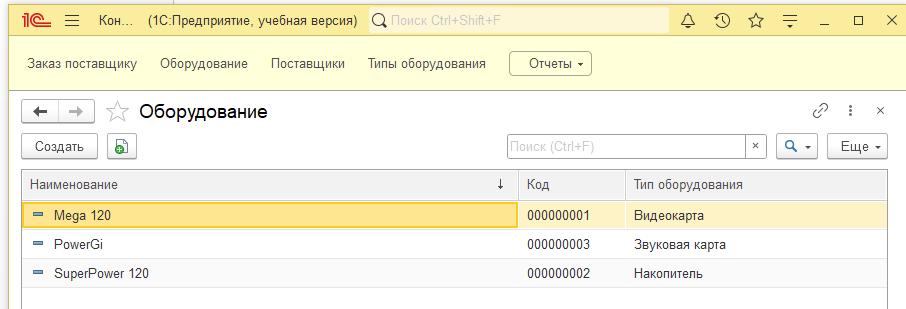 1С Кон... (1С:Предприятие, учебная версия) Поиск Ctrl+Shift+F
Заказ поставщику Оборудование Поставщики Типы оборудования Отчеты
Оборудование
Создать Поиск (Ctrl+F) × Еще
Наименование ↓ Код Тип оборудования
Mega 120 000000001 Видеокарта
PowerGi 000000003 Звуковая карта
SuperPower 120 000000002 Накопитель